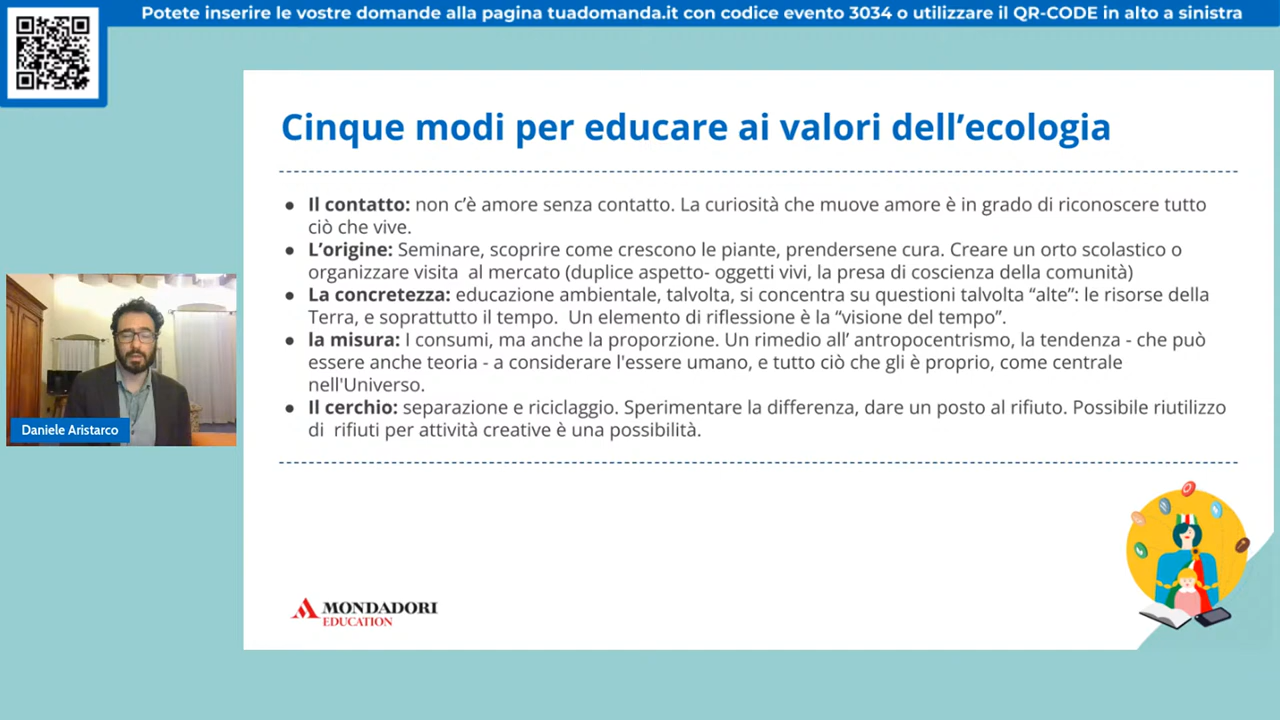 Potete inserire le vostre domande alla pagina tuadomanda.it con codice evento 3034 o utilizzare il QR-CODE in alto a sinistra
Cinque modi per educare ai valori dell'ecologia
● Il contatto: non c'è amore senza contatto. La curiosità che muove amore è in grado di riconoscere tutto
ciò che vive.
● L'origine: Seminare, scoprire come crescono le piante, prendersene cura. Creare un orto scolastico o
organizzare visita al mercato (duplice aspetto- oggetti vivi, la presa di coscienza della comunità)
● La concretezza: educazione ambientale, talvolta, si concentra su questioni talvolta “alte”: le risorse della
Terra, e soprattutto il tempo. Un elemento di riflessione è la “visione del tempo”.
● la misura: I consumi, ma anche la proporzione. Un rimedio all' antropocentrismo, la tendenza - che può
essere anche teoria - a considerare l'essere umano, e tutto ciò che gli è proprio, come centrale
nell'Universo.
● Il cerchio: separazione e riciclaggio. Sperimentare la differenza, dare un posto al rifiuto. Possibile riutilizzo
di rifiuti per attività creative è una possibilità.
Daniele Aristarco
MONDADORI
EDUCATION